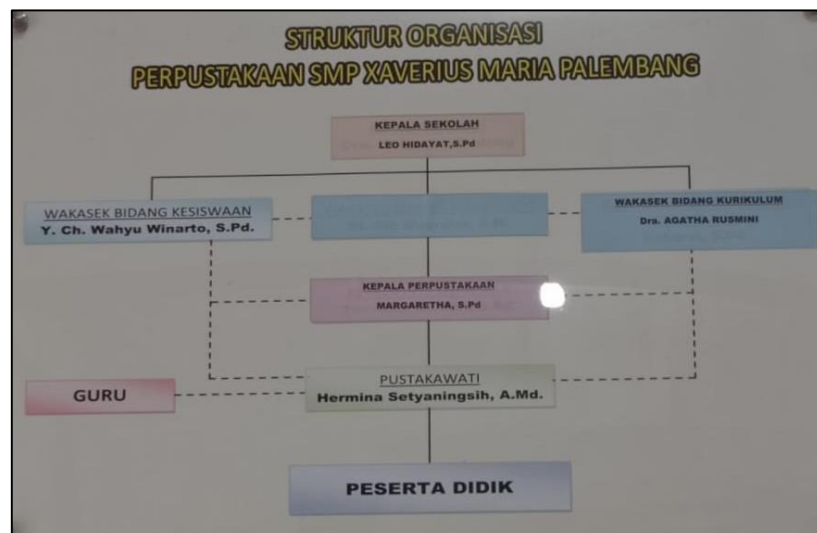 STRUKTUR ORGANISASI
PERPUSTAKAAN SMP XAVERIUS MARIA PALEMBANG
KEPALA SEKOLAH
LEO HIDAYAT,S.Pd
WAKASEK BIDANG KESISWAAN
Y. Ch. Wahyu Winarto, S.Pd.
WAKASEK BIDANG KURIKULUM
Dra. AGATHA RUSMINI
KEPALA PERPUSTAKAAN
MARGARETHA, S.Pd
GURU
PUSTAKAWATI
Hermina Setyaningsih, A.Md.
PESERTA DIDIK